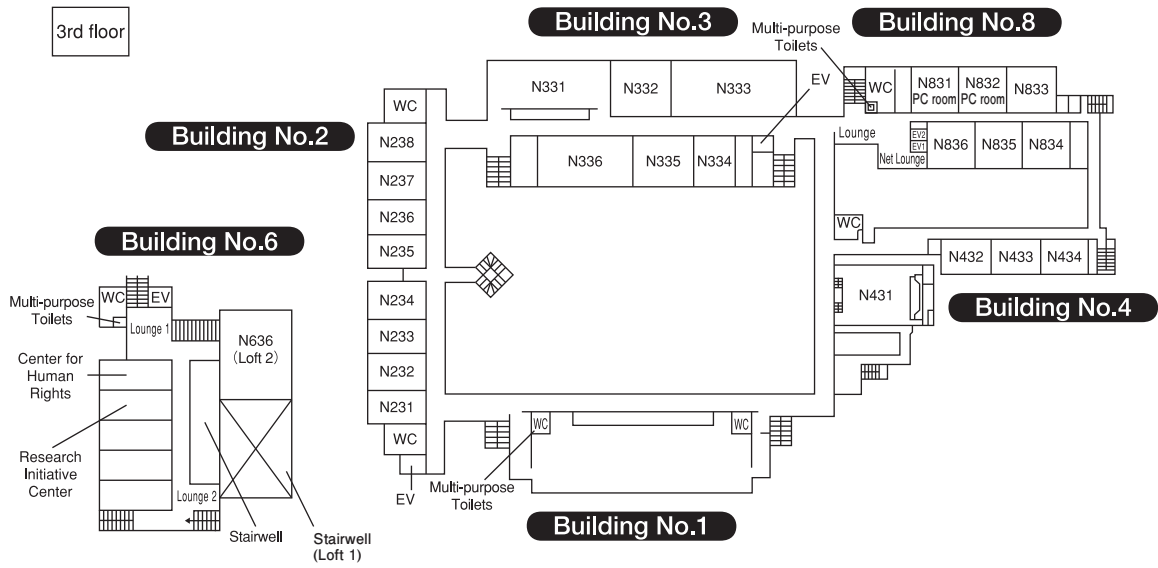 3rd floor
Building No.3
Multi-purpose
Toilets
Building No.8
EV
N331
N332
N333
WC
N831
PC room
N832
PC room
N833
WC
Building No.2
N238
N237
N236
N235
N336
N335
N334
Lounge
EV2
EV1
Net Lounge
N836
N835
N834
WC
Building No.6
N432
N433
N434
N431
Building No.4
WC
EV
Multi-purpose
Toilets
Lounge 1
N636
(Loft 2)
Center for
Human
Rights
Research
Initiative
Center
Lounge 2
Stairwell
Stairwell
(Loft 1)
N234
N233
N232
N231
WC
EV
WC
WC
Multi-purpose
Toilets
Building No.1